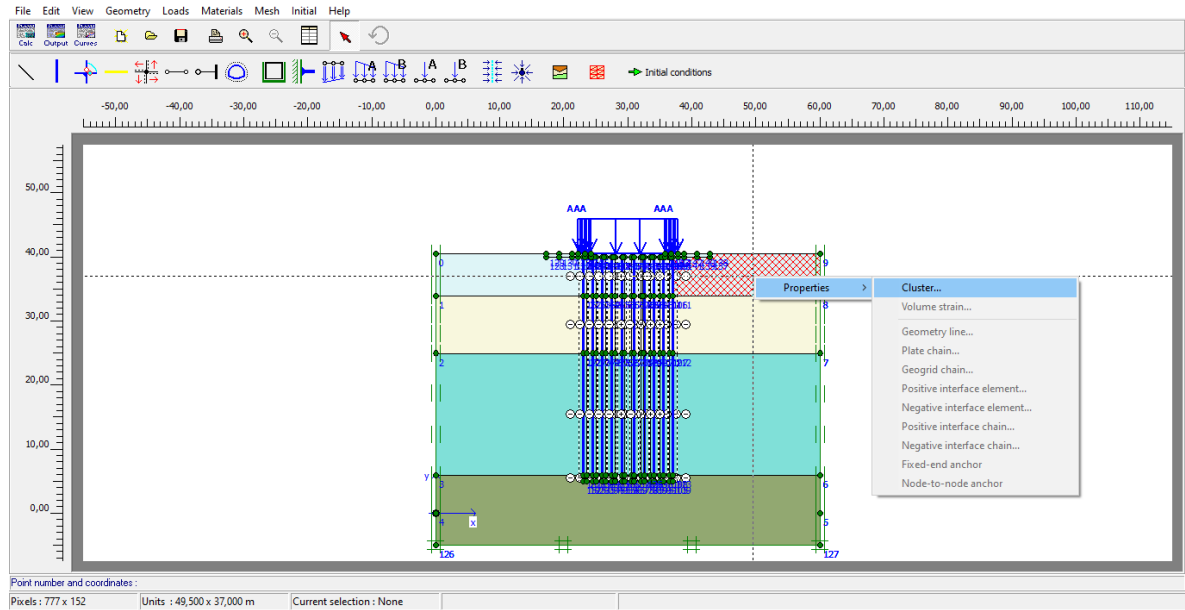 File Edit View Geometry Loads Materials Mesh Initial Help
Calc Output Curves
A B A B Initial conditions
-50,00 -40,00 -30,00 -20,00 -10,00 0,00 10,00 20,00 30,00 40,00 50,00 60,00 70,00 80,00 90,00 100,00 110,00
50,00
AAA AAA
40,00
0 9
Properties > Cluster...
1 8
Volume strain...
30,00
Geometry line...
Plate chain...
2 7
Geogrid chain...
20,00
Positive interface element...
Negative interface element...
Positive interface chain...
10,00
Negative interface chain...
Fixed-end anchor
y
3 6
Node-to-node anchor
0,00
4 x 5
126 127
Point number and coordinates :
Pixels : 777 x 152 Units : 49,500 x 37,000 m Current selection : None